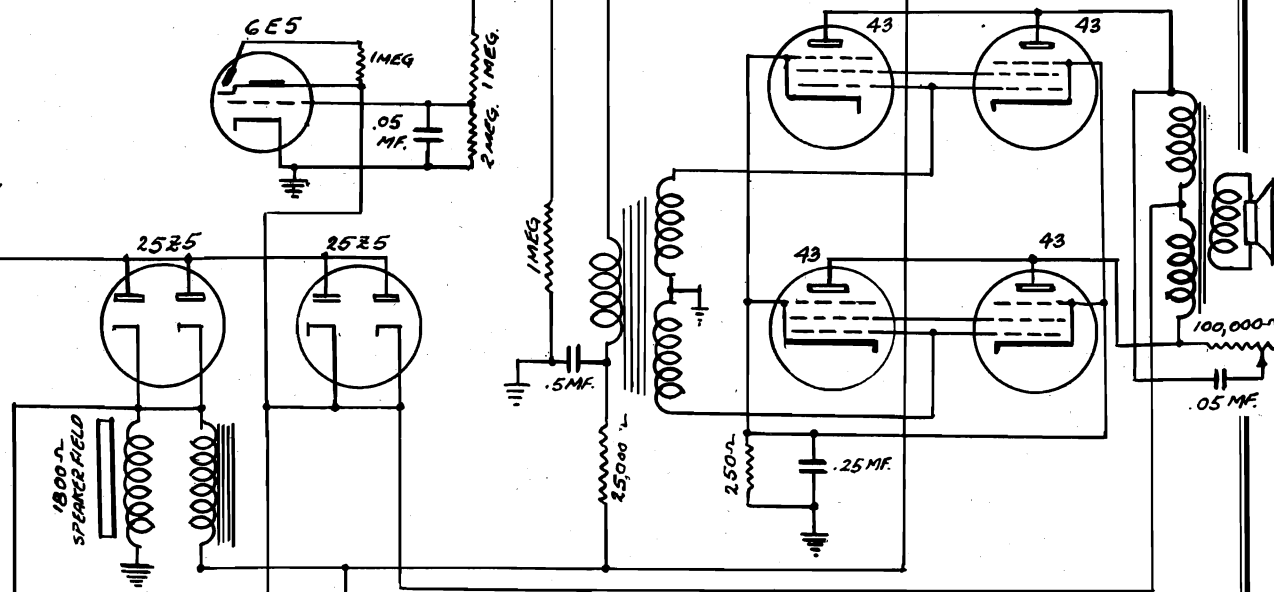 6E5
1MEG
1MEG.
2MEG.
.05
MF.
43
43
25Z5
25Z5
1MEG
.5MF.
43
43
100,000Ω
.05MF.
1800Ω
SPEAKER FIELD
25,000Ω
250Ω
.25MF.